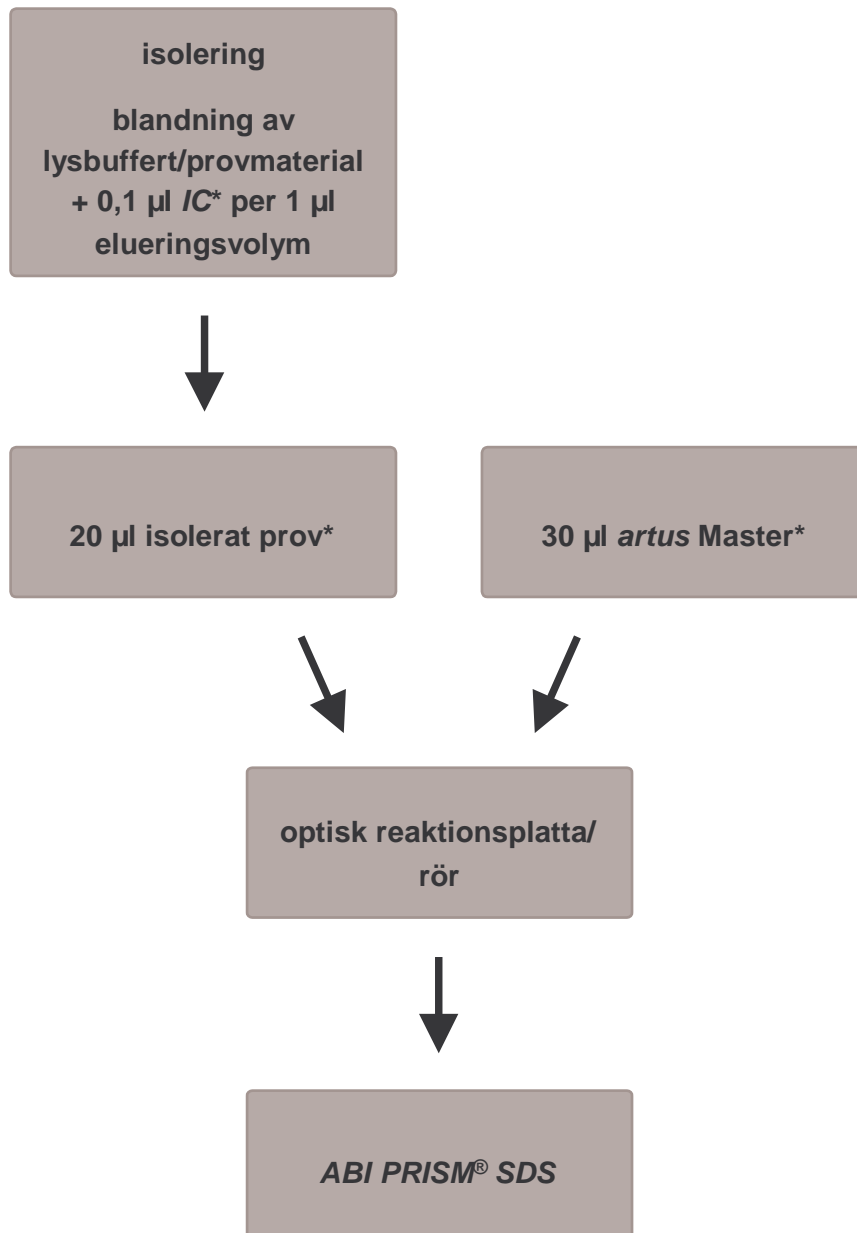 isolering
blandning av
lysbuffert/provmaterial
+ 0,1 µl IC* per 1 µl
elueringsvolym
20 µl isolerat prov*
30 µl artus Master*
optisk reaktionsplatta/
rör
ABI PRISM® SDS